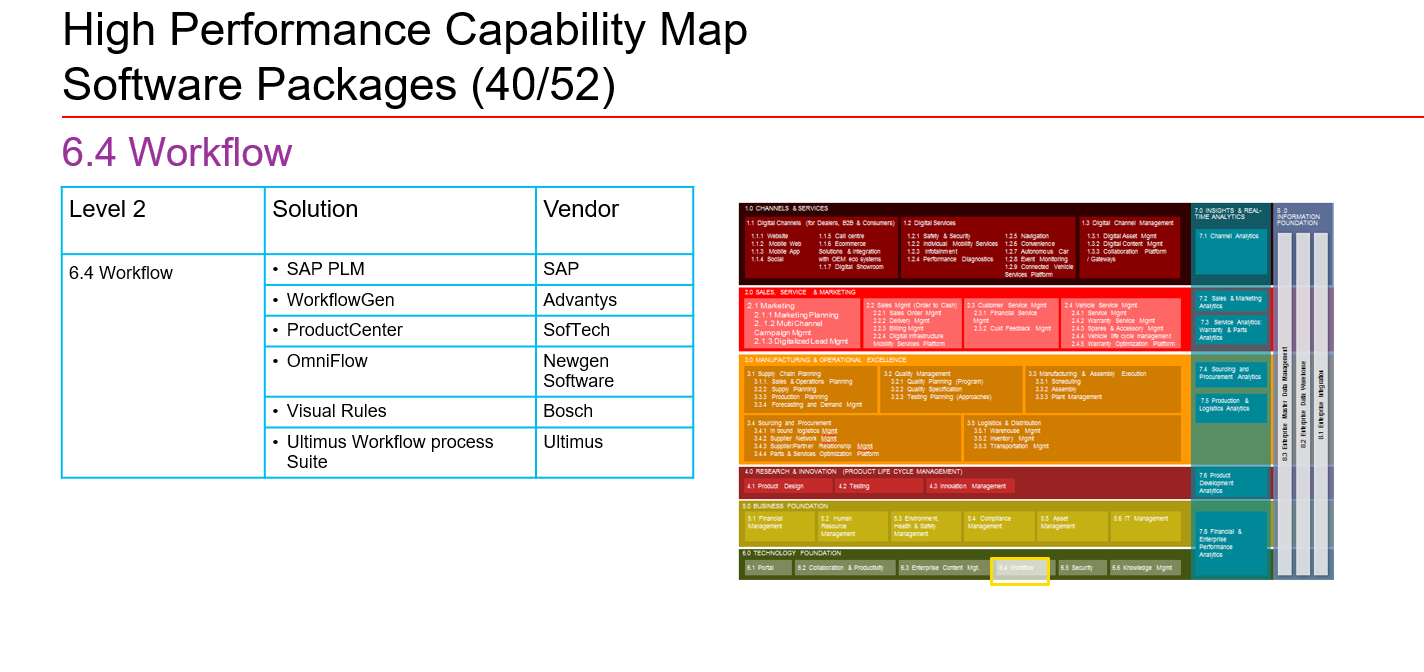 High Performance Capability Map
Software Packages (40/52)
6.4 Workflow
Level 2
Solution
Vendor
6.4 Workflow
• SAP PLM
SAP
• WorkflowGen
Advantys
• ProductCenter
SofTech
• OmniFlow
Newgen
Software
• Visual Rules
Bosch
• Ultimus Workflow process
Suite
Ultimus
1.0 CHANNELS & SERVICES
1.1 Digital Channels (for Dealers, B2B & Consumers)
1.1.1 Website
1.1.2 Mobile Web
1.1.3 Mobile App
1.1.4 Social
1.1.5 Call centre
1.1.6 Ecommerce
Solutions & integration
with OEM eco systems
1.1.7 Digital Showroom
1.2 Digital Services
1.2.1 Safety & Security
1.2.2 Individual Mobility Services
1.2.3 Infotainment
1.2.4 Performance Diagnostics
1.2.5 Navigation
1.2.6 Convenience
1.2.7 Autonomous Car
1.2.8 Event Monitoring
1.2.9 Connected Vehicle
Services Platform
1.3 Digital Channel Management
1.3.1 Digital Asset Mgmt
1.3.2 Digital Content Mgmt
1.3.3 Collaboration Platform
/ Gateways
2.0 SALES, SERVICE & MARKETING
2.1 Marketing
2.1.1 Marketing Planning
2.1.2 Multi Channel
Campaign Mgmt
2.1.3 Digitalized Lead Mgmt
2.2 Sales Mgmt (Order to Cash)
2.2.1 Sales Order Mgmt
2.2.2 Delivery Mgmt
2.2.3 Billing Mgmt
2.2.4 Digital Infrastructure
Mobility Services Platform
2.3 Customer Service Mgmt
2.3.1 Financial Service
Mgmt
2.3.2 Cust Feedback Mgmt
2.4 Vehicle Service Mgmt
2.4.1 Service Mgmt
2.4.2 Warranty Service Mgmt
2.4.3 Spares & Accessory Mgmt
2.4.4 Vehicle life cycle management
2.4.5 Warranty Optimization Platform
3.0 MANUFACTURING & OPERATIONAL EXCELLENCE
3.1 Supply Chain Planning
3.1.1 Sales & Operations Planning
3.2.2 Supply Planning
3.3.3 Production Planning
3.3.4 Forecasting and Demand Mgmt
3.2 Quality Management
3.2.1 Quality Planning (Program)
3.2.2 Quality Specification
3.2.3 Testing Planning (Approaches)
3.3 Manufacturing & Assembly Execution
3.3.1 Scheduling
3.3.2 Assembly
3.3.3 Plant Management
3.4 Sourcing and Procurement
3.4.1 In bound logistics Mgmt
3.4.2 Supplier Network Mgmt
3.4.3 Supplier/Partner Relationship Mgmt
3.4.4 Parts & Services Optimization Platform
3.5 Logistics & Distribution
3.5.1 Warehouse Mgmt
3.5.2 Inventory Mgmt
3.5.3 Transportation Mgmt
4.0 RESEARCH & INNOVATION (PRODUCT LIFE CYCLE MANAGEMENT)
4.1 Product Design
4.2 Testing
4.3 Innovation Management
5.0 BUSINESS FOUNDATION
5.1 Financial
Management
5.2 Human
Resource
Management
5.3 Environment,
Health & Safety
Management
5.4 Compliance
Management
5.5 Asset
Management
5.6 IT Management
6.0 TECHNOLOGY FOUNDATION
6.1 Portal
6.2 Collaboration & Productivity
6.3 Enterprise Content Mgt.
6.4 Workflow
6.5 Security
6.6 Knowledge Mgmt
7.0 INSIGHTS & REAL-
TIME ANALYTICS
7.1 Channel Analytics
7.2 Sales & Marketing
Analytics
7.3 Service Analytics:
Warranty & Parts
Analytics
7.4 Sourcing and
Procurement Analytics
7.5 Production &
Logistics Analytics
7.6 Product
Development
Analytics
7.8 Financial &
Enterprise
Performance
Analytics
8.0
INFORMATION
FOUNDATION
8.3 Enterprise Master Data Management
8.2 Enterprise Data Warehouse
8.1 Enterprise Integration